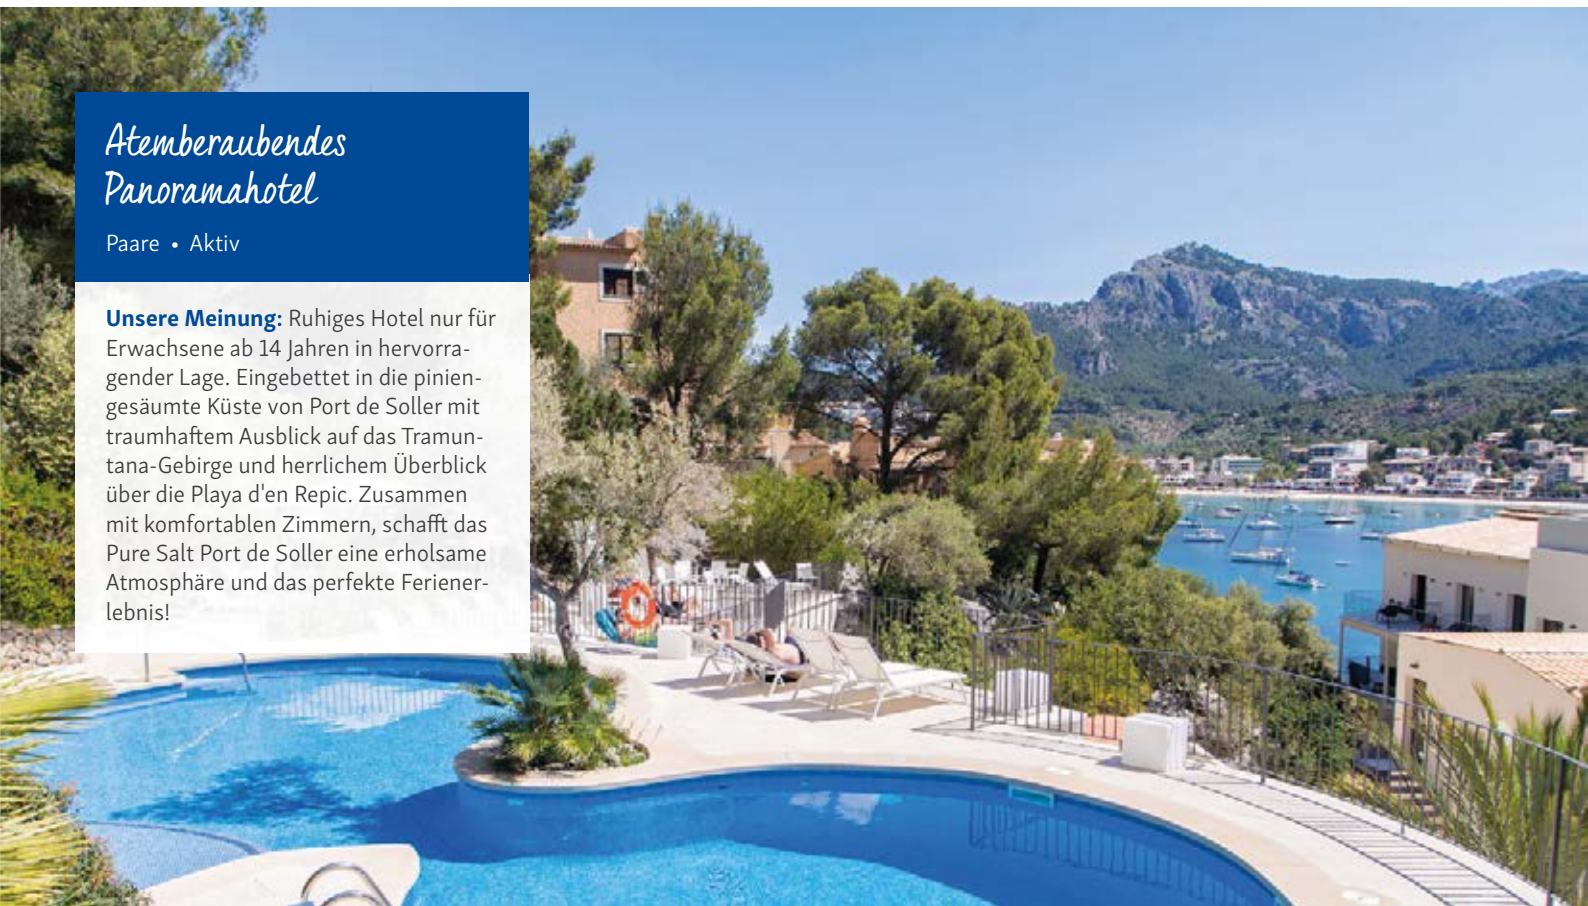 Atemberaubendes
Panoramahotel
Paare • Aktiv
Unsere Meinung: Ruhiges Hotel nur für
Erwachsene ab 14 Jahren in hervorra-
gender Lage. Eingebettet in die pinien-
gesäumte Küste von Port de Soller mit
traumhaftem Ausblick auf das Tramun-
tana-Gebirge und herrlichem Überblick
über die Playa d'en Repic. Zusammen
mit komfortablen Zimmern, schafft das
Pure Salt Port de Soller eine erholsame
Atmosphäre und das perfekte Feriener-
lebnis!